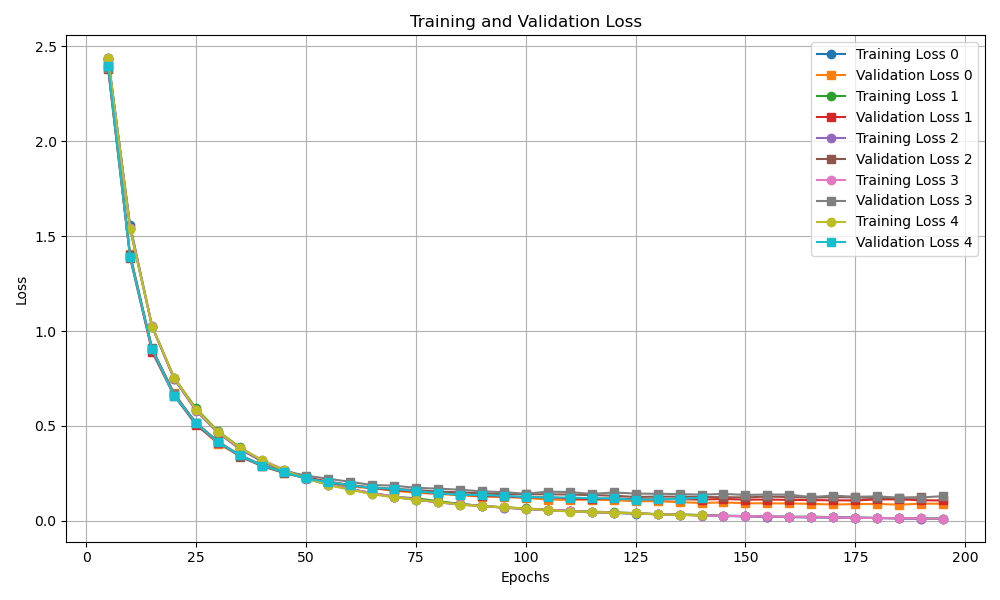 Training and Validation Loss
2.5
2.0
1.5
1.0
0.5
0.0
Loss
0 25 50 75 100 125 150 175 200
Epochs
Training Loss 0
Validation Loss 0
Training Loss 1
Validation Loss 1
Training Loss 2
Validation Loss 2
Training Loss 3
Validation Loss 3
Training Loss 4
Validation Loss 4